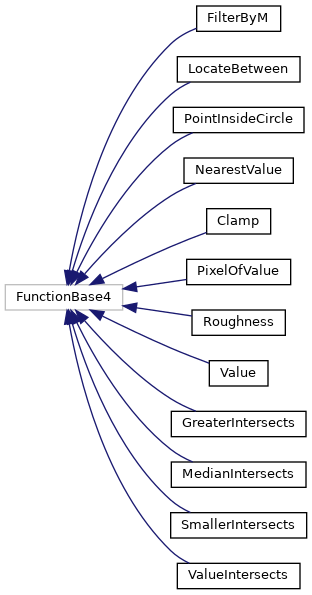 FilterByM
LocateBetween
PointInsideCircle
NearestValue
Clamp
PixelOfValue
FunctionBase4
Roughness
Value
GreaterIntersects
MedianIntersects
SmallerIntersects
ValueIntersects